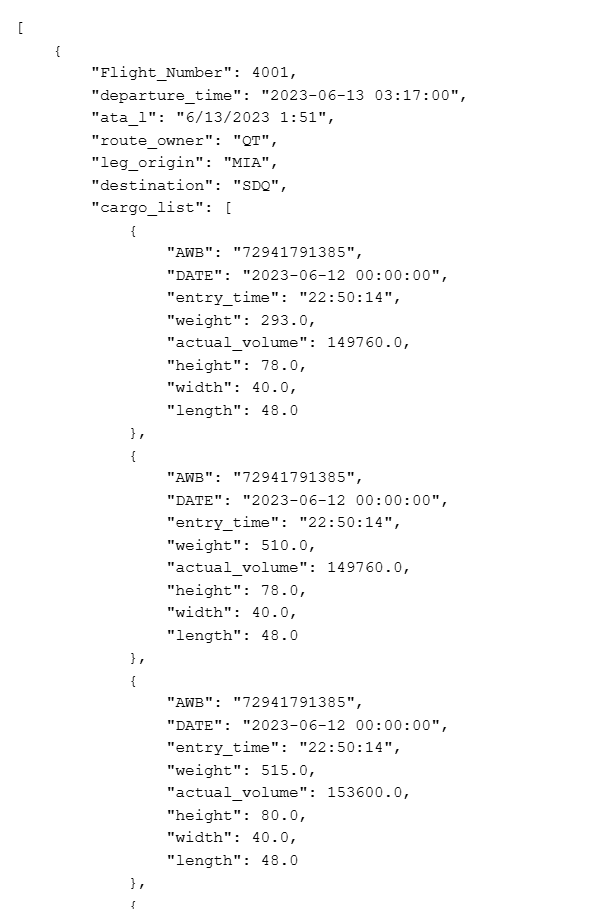 [
    {
        "Flight_Number": 4001,
        "departure_time": "2023-06-13 03:17:00",
        "ata_l": "6/13/2023 1:51",
        "route_owner": "QT",
        "leg_origin": "MIA",
        "destination": "SDQ",
        "cargo_list": [
            {
                "AWB": "72941791385",
                "DATE": "2023-06-12 00:00:00",
                "entry_time": "22:50:14",
                "weight": 293.0,
                "actual_volume": 149760.0,
                "height": 78.0,
                "width": 40.0,
                "length": 48.0
            },
            {
                "AWB": "72941791385",
                "DATE": "2023-06-12 00:00:00",
                "entry_time": "22:50:14",
                "weight": 510.0,
                "actual_volume": 149760.0,
                "height": 78.0,
                "width": 40.0,
                "length": 48.0
            },
            {
                "AWB": "72941791385",
                "DATE": "2023-06-12 00:00:00",
                "entry_time": "22:50:14",
                "weight": 515.0,
                "actual_volume": 153600.0,
                "height": 80.0,
                "width": 40.0,
                "length": 48.0
            },
            {